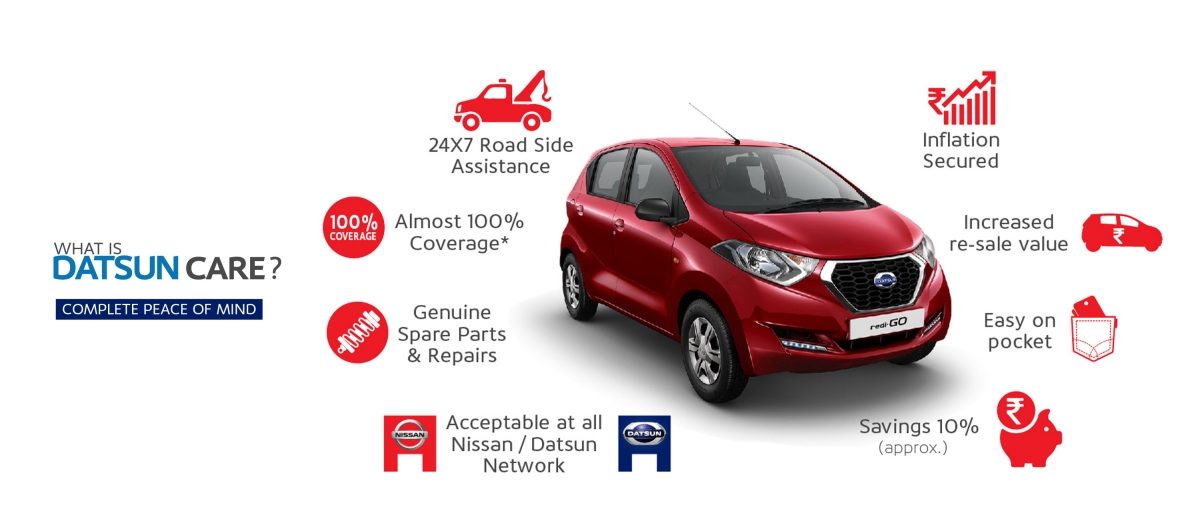 WHAT IS
DATSUN CARE?
COMPLETE PEACE OF MIND
24X7 Road Side
Assistance
100%
COVERAGE
Almost 100%
Coverage*
Genuine
Spare Parts
& Repairs
NISSAN
Acceptable at all
Nissan / Datsun
Network
DATSUN
DATSUN
redi-GO
₹
Inflation
Secured
Increased
re-sale value
₹
Easy on
pocket
Savings 10%
(approx.)
₹